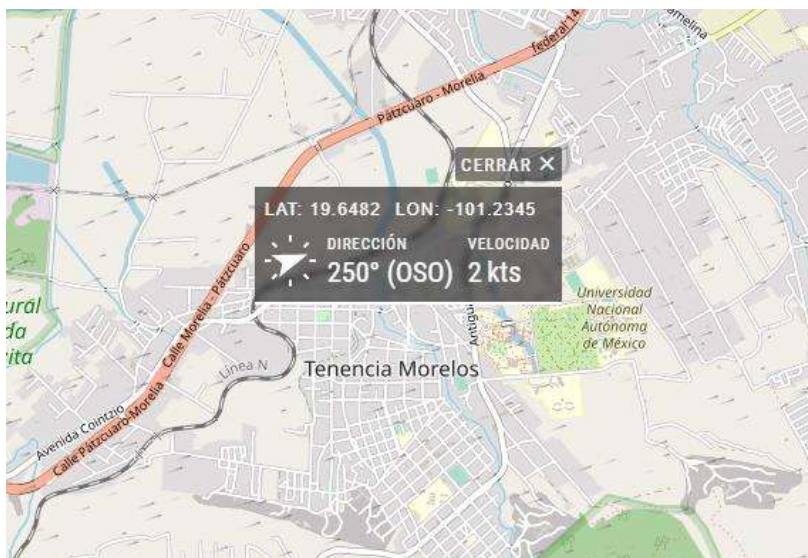 federal 14
Pátzcuaro - Morelia
CERRAR ×
LAT: 19.6482 LON: -101.2345
DIRECCIÓN VELOCIDAD
250° (OSO) 2 kts
Calle Morelia - Pátzcuaro
Universidad
Nacional
Autónoma
de México
Línea N
Tenencia Morelos
Avenida Cointzio
Calle Pátzcuaro-Morelia